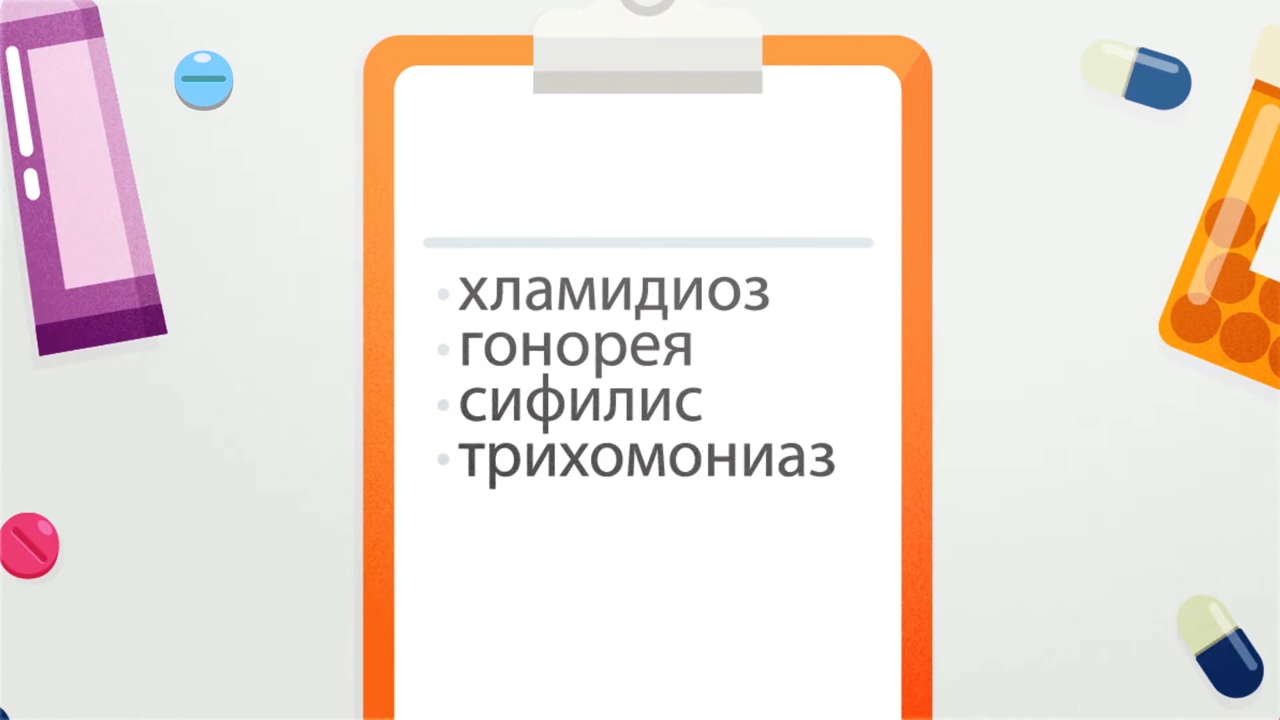 хламидиоз
гонорея
сифилис
трихомониаз